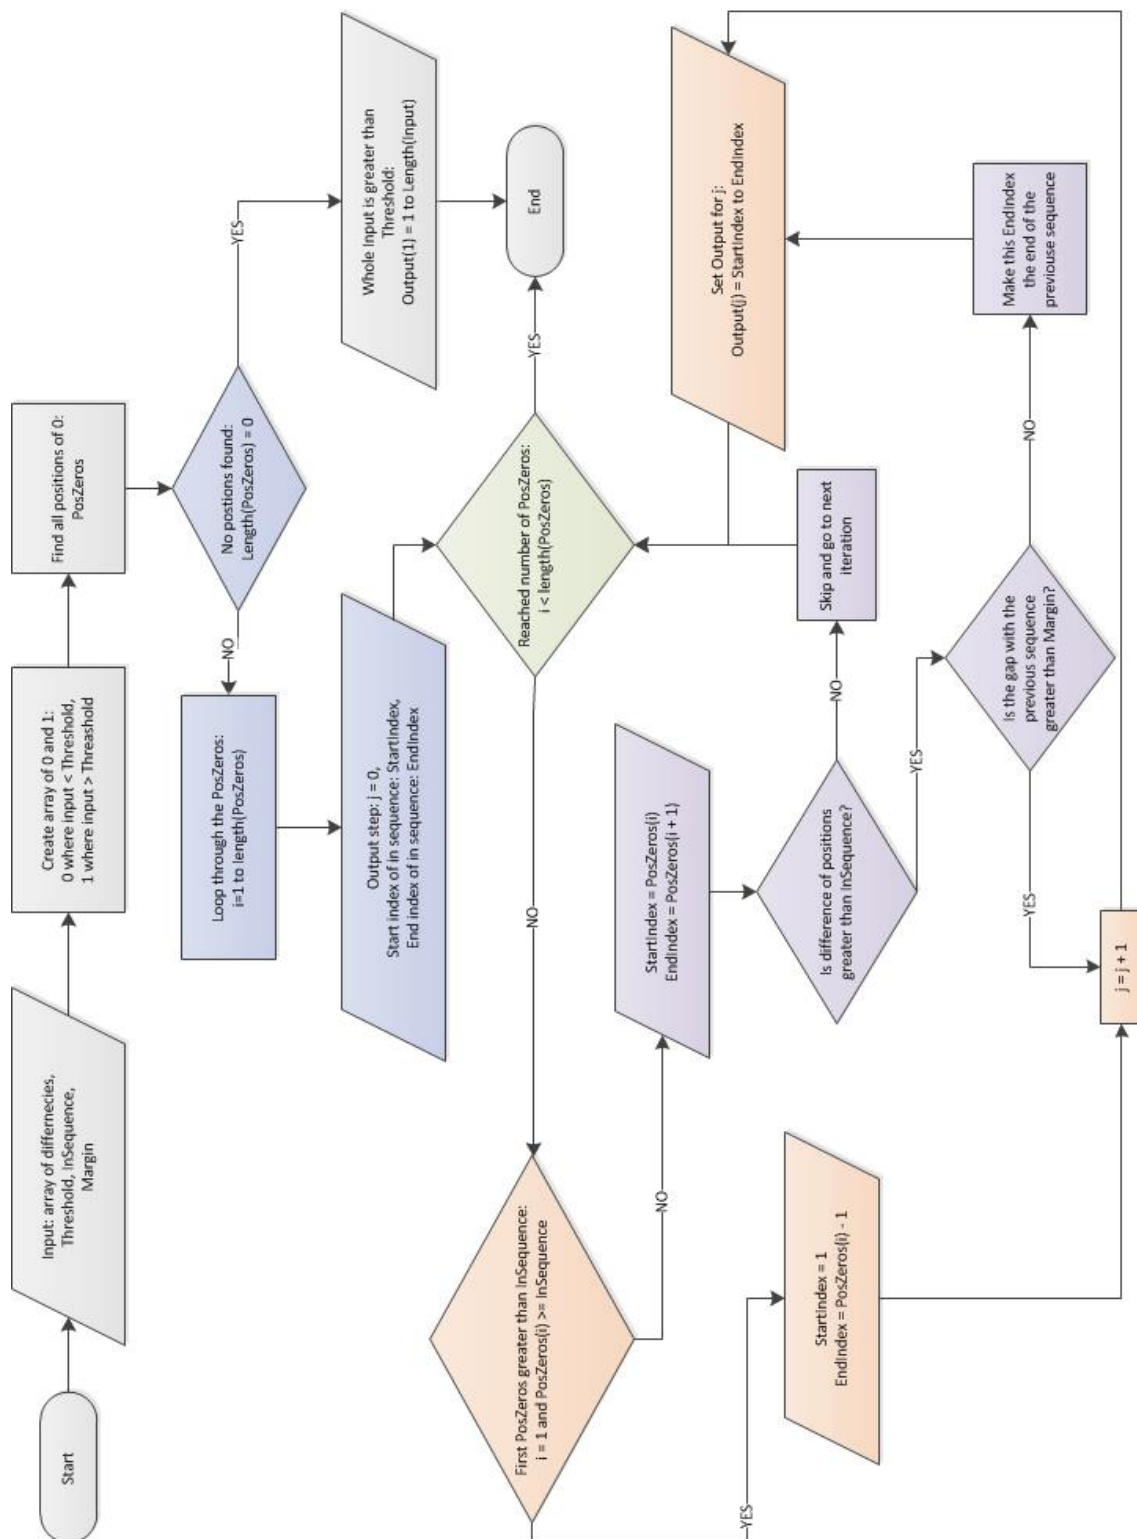 Start
Input: array of differnecies,
Threshold, InSequence,
Margin
Create array of 0 and 1:
0 where input < Threshold,
1 where input > Threashold
Find all positions of 0:
PosZeros
No postions found:
Length(PosZeros) = 0
YES
NO
Whole Input is greater than
Threshold:
Output(1) = 1 to Length(Input)
End
Loop through the PosZeros:
i=1 to length(PosZeros)
Output step: j = 0,
Start index of in sequence: StartIndex,
End index of in sequence: EndIndex
Reached number of PosZeros:
i < length(PosZeros)
YES
NO
First PosZeros greater than InSequence:
i = 1 and PosZeros(i) >= InSequence
NO
YES
StartIndex = PosZeros(i)
EndIndex = PosZeros(i + 1)
Is difference of positions
greater than InSequence?
NO
YES
Skip and go to next
iteration
Set Output for j:
Output(j) = StartIndex to EndIndex
StartIndex = 1
EndIndex = PosZeros(i) - 1
Is the gap with the
previous sequence
greater than Margin?
NO
YES
Make this EndIndex
the end of the
previouse sequence
j = j + 1